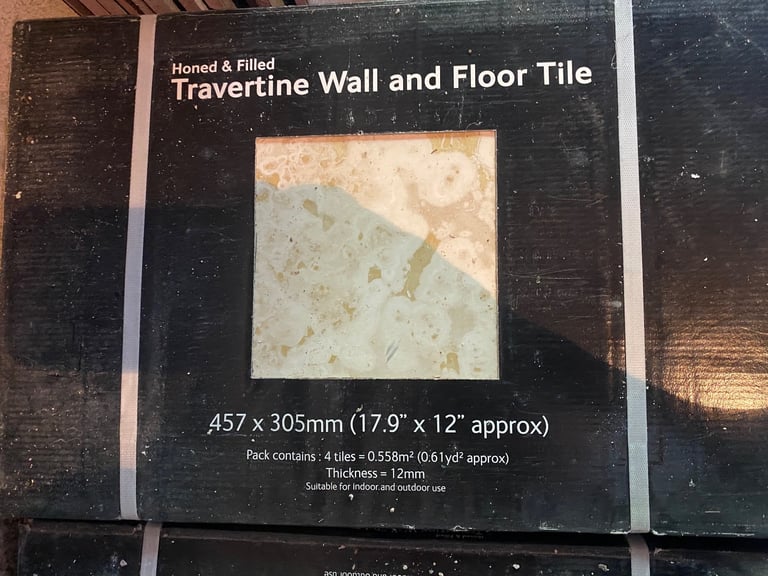 Honed & Filled
Travertine Wall and Floor Tile
457 x 305mm (17.9” x 12” approx)
Pack contains : 4 tiles = 0.558m² (0.61yd² approx)
Thickness = 12mm
Suitable for indoor and outdoor use